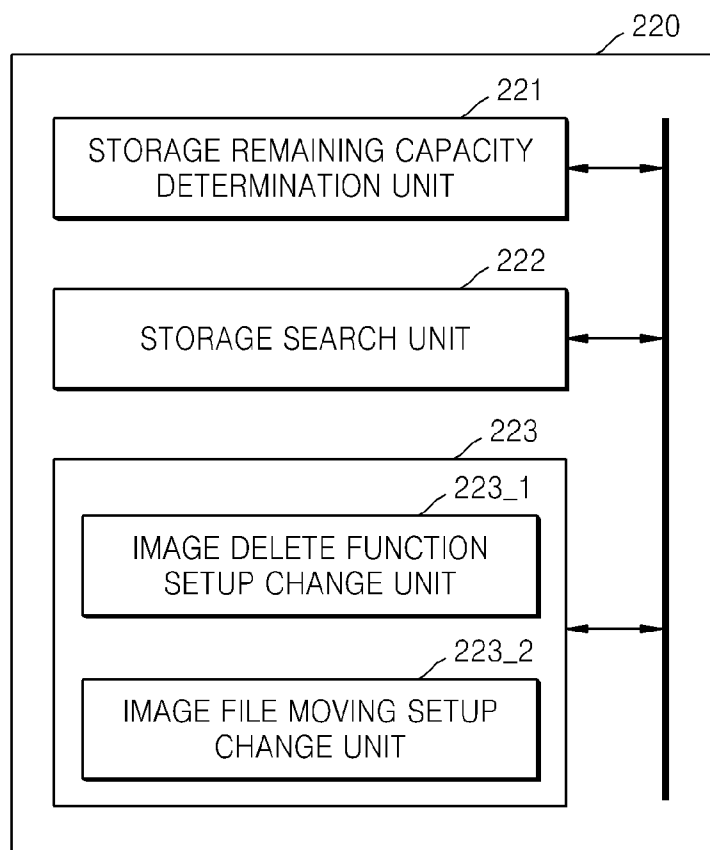 220
221
STORAGE REMAINING CAPACITY
DETERMINATION UNIT
222
STORAGE SEARCH UNIT
223
223_1
IMAGE DELETE FUNCTION
SETUP CHANGE UNIT
223_2
IMAGE FILE MOVING SETUP
CHANGE UNIT